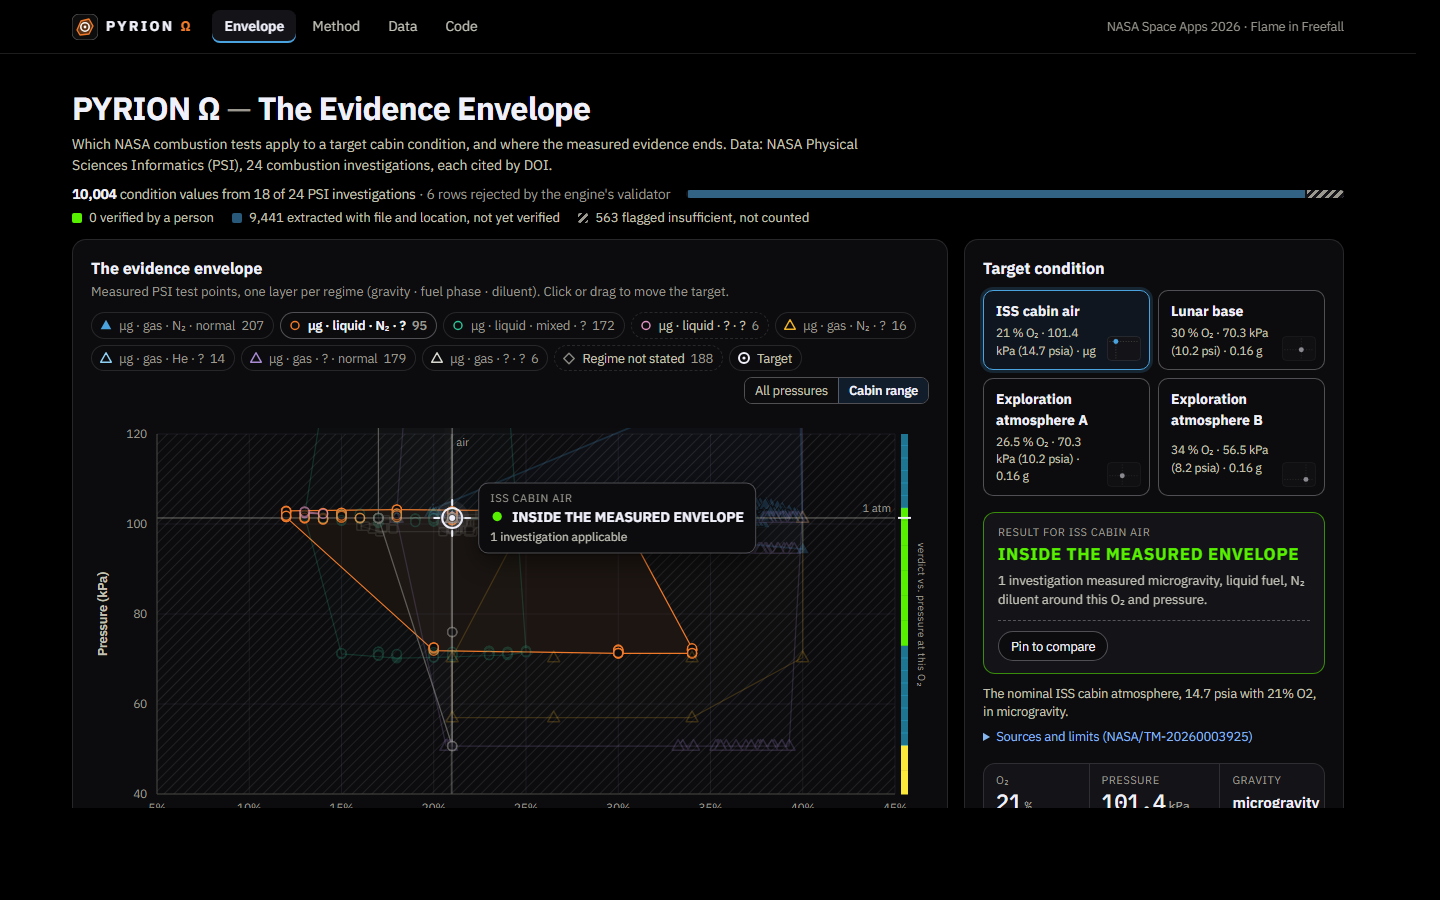 PYRION Ω Envelope Method Data Code NASA Space Apps 2026 · Flame in Freefall
PYRION Ω — The Evidence Envelope
Which NASA combustion tests apply to a target cabin condition, and where the measured evidence ends. Data: NASA Physical
Sciences Informatics (PSI), 24 combustion investigations, each cited by DOI.
10,004 condition values from 18 of 24 PSI investigations · 6 rows rejected by the engine's validator
0 verified by a person 9,441 extracted with file and location, not yet verified 563 flagged insufficient, not counted
The evidence envelope
Measured PSI test points, one layer per regime (gravity · fuel phase · diluent). Click or drag to move the target.
µg · gas · N₂ · normal 207 µg · liquid · N₂ · ? 95 µg · liquid · mixed · ? 172 µg · liquid · ? · ? 6 µg · gas · N₂ · ? 16
µg · gas · He · ? 14 µg · gas · ? · normal 179 µg · gas · ? · ? 6 Regime not stated 188 Target
All pressures Cabin range
120
air
ISS CABIN AIR
INSIDE THE MEASURED ENVELOPE
1 investigation applicable
1 atm
100
80
60
40
Pressure (kPa)
verdict vs. pressure at this O₂
5% 10% 15% 20% 25% 30% 35% 40% 45%
Target condition
ISS cabin air
21 % O₂ · 101.4
kPa (14.7 psia) · µg
Lunar base
30 % O₂ · 70.3 kPa
(10.2 psi) · 0.16 g
Exploration
atmosphere A
26.5 % O₂ · 70.3
kPa (10.2 psia) ·
0.16 g
Exploration
atmosphere B
34 % O₂ · 56.5 kPa
(8.2 psia) · 0.16 g
RESULT FOR ISS CABIN AIR
INSIDE THE MEASURED ENVELOPE
1 investigation measured microgravity, liquid fuel, N₂
diluent around this O₂ and pressure.
Pin to compare
The nominal ISS cabin atmosphere, 14.7 psia with 21% O2,
in microgravity.
Sources and limits (NASA/TM-20260003925)
O₂ PRESSURE GRAVITY
21 % 101.4 kPa microgravity